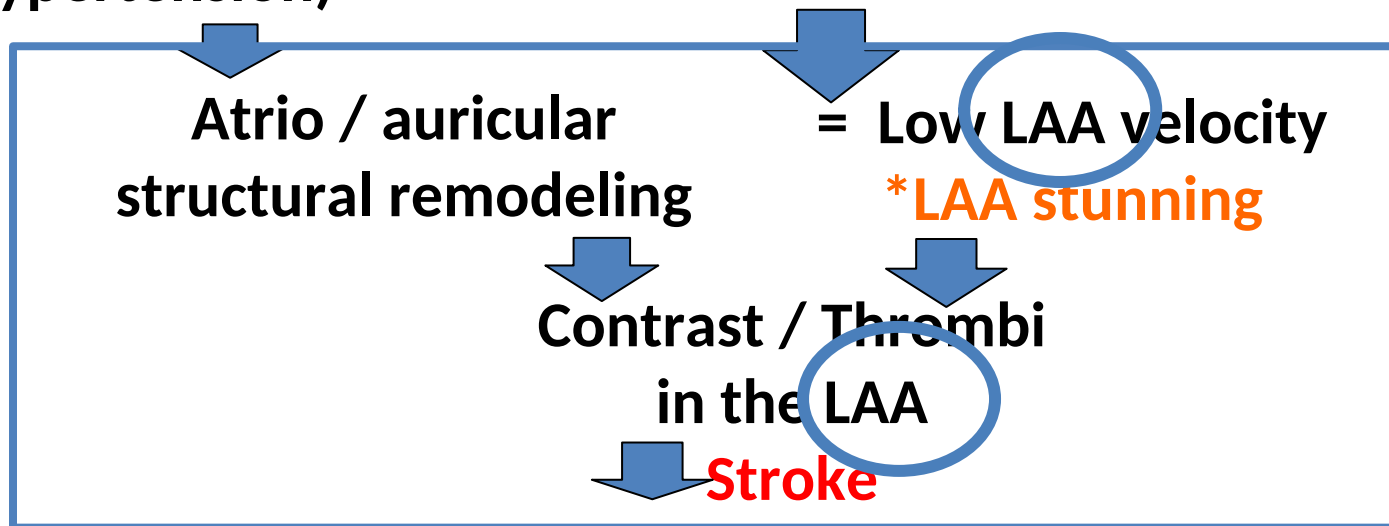 Atrio / auricular
structural remodeling
= Low LAA velocity
*LAA stunning
Contrast / Thrombi
in the LAA
Stroke